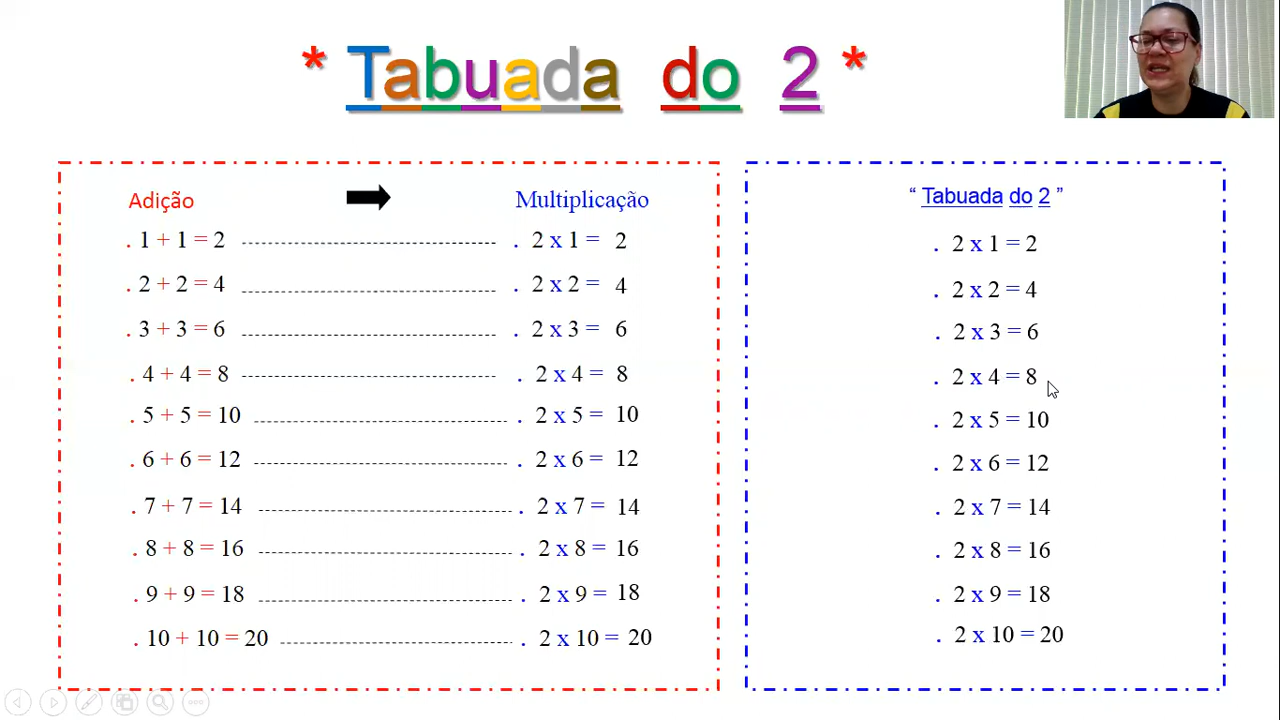 * Tabuada do 2 *
Adição Multiplicação
. 1 + 1 = 2 . 2 x 1 = 2
. 2 + 2 = 4 . 2 x 2 = 4
. 3 + 3 = 6 . 2 x 3 = 6
. 4 + 4 = 8 . 2 x 4 = 8
. 5 + 5 = 10 . 2 x 5 = 10
. 6 + 6 = 12 . 2 x 6 = 12
. 7 + 7 = 14 . 2 x 7 = 14
. 8 + 8 = 16 . 2 x 8 = 16
. 9 + 9 = 18 . 2 x 9 = 18
. 10 + 10 = 20 . 2 x 10 = 20
“ Tabuada do 2 ”
. 2 x 1 = 2
. 2 x 2 = 4
. 2 x 3 = 6
. 2 x 4 = 8
. 2 x 5 = 10
. 2 x 6 = 12
. 2 x 7 = 14
. 2 x 8 = 16
. 2 x 9 = 18
. 2 x 10 = 20